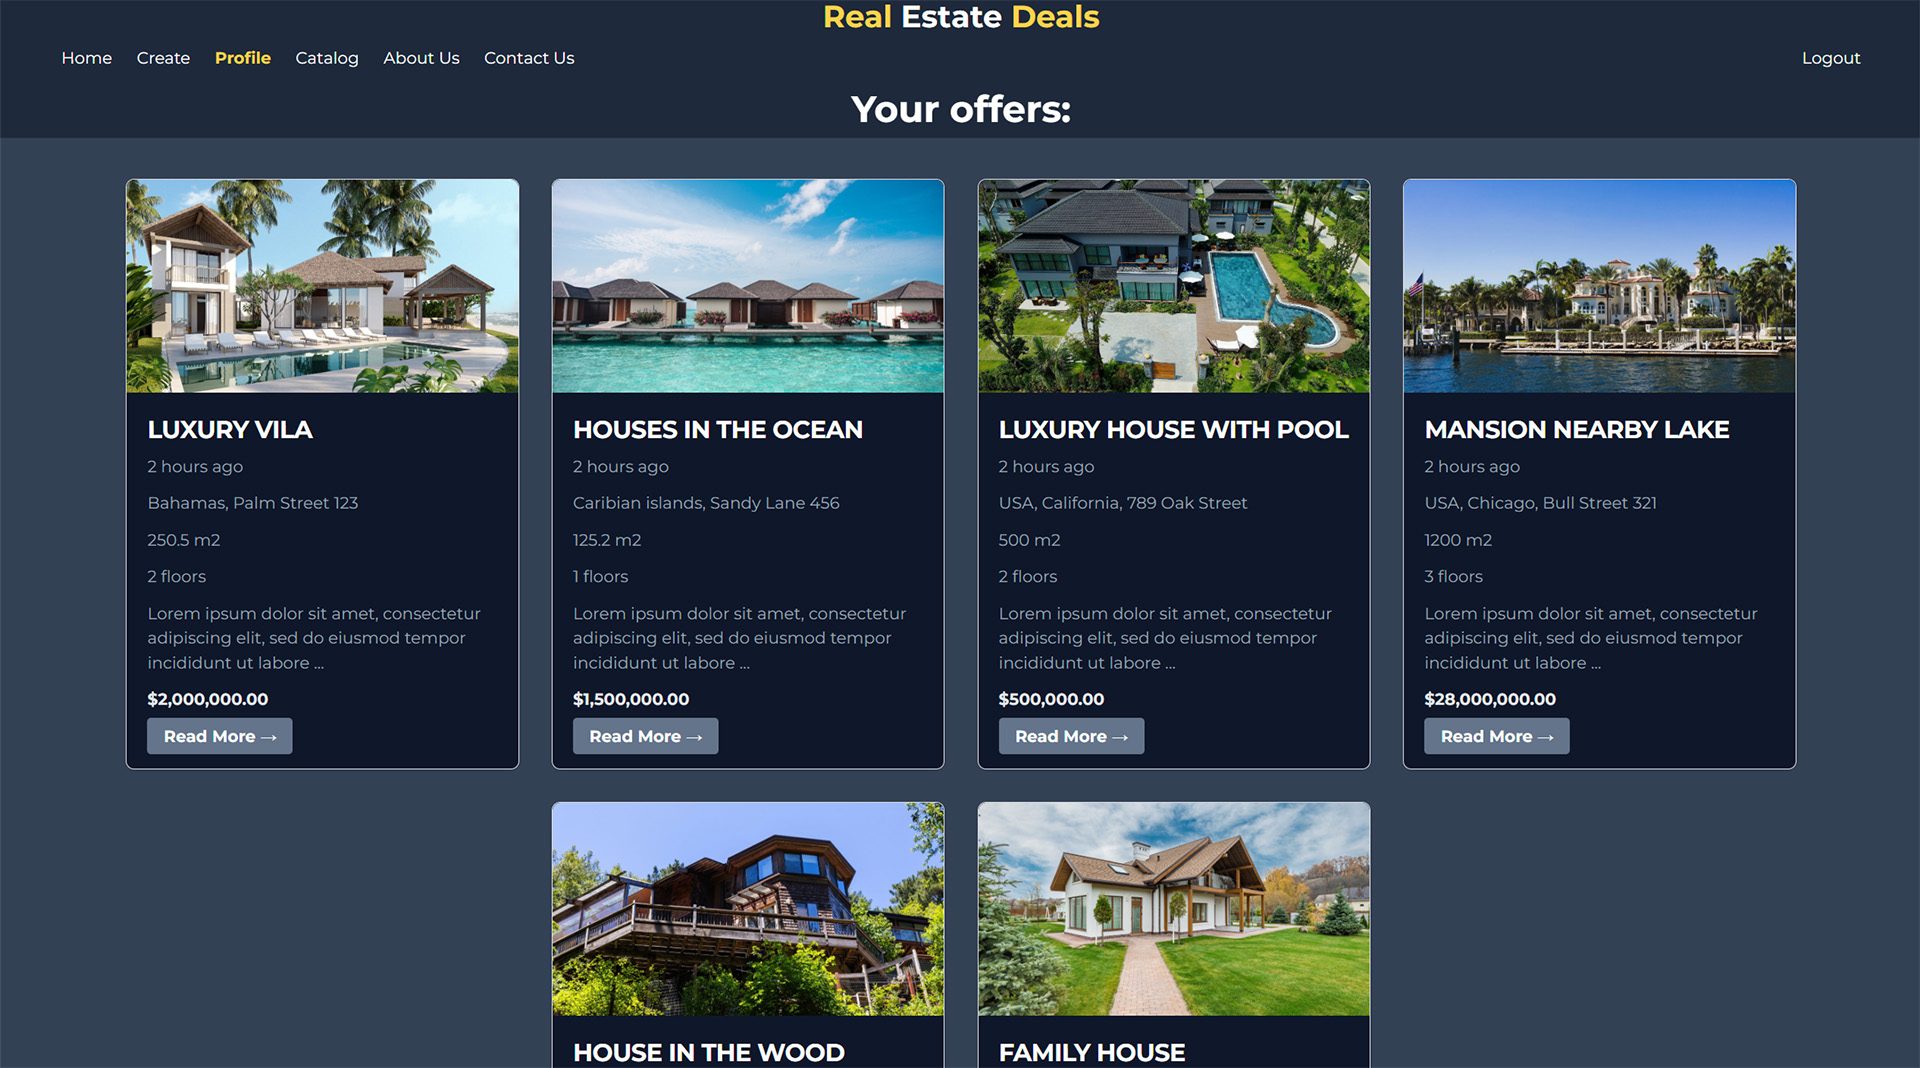 Real Estate Deals
Home Create Profile Catalog About Us Contact Us Logout
Your offers:
LUXURY VILA
2 hours ago
Bahamas, Palm Street 123
250.5 m2
2 floors
Lorem ipsum dolor sit amet, consectetur
adipiscing elit, sed do eiusmod tempor
incididunt ut labore ...
$2,000,000.00
Read More →
HOUSES IN THE OCEAN
2 hours ago
Caribian islands, Sandy Lane 456
125.2 m2
1 floors
Lorem ipsum dolor sit amet, consectetur
adipiscing elit, sed do eiusmod tempor
incididunt ut labore ...
$1,500,000.00
Read More →
LUXURY HOUSE WITH POOL
2 hours ago
USA, California, 789 Oak Street
500 m2
2 floors
Lorem ipsum dolor sit amet, consectetur
adipiscing elit, sed do eiusmod tempor
incididunt ut labore ...
$500,000.00
Read More →
MANSION NEARBY LAKE
2 hours ago
USA, Chicago, Bull Street 321
1200 m2
3 floors
Lorem ipsum dolor sit amet, consectetur
adipiscing elit, sed do eiusmod tempor
incididunt ut labore ...
$28,000,000.00
Read More →
HOUSE IN THE WOOD
FAMILY HOUSE